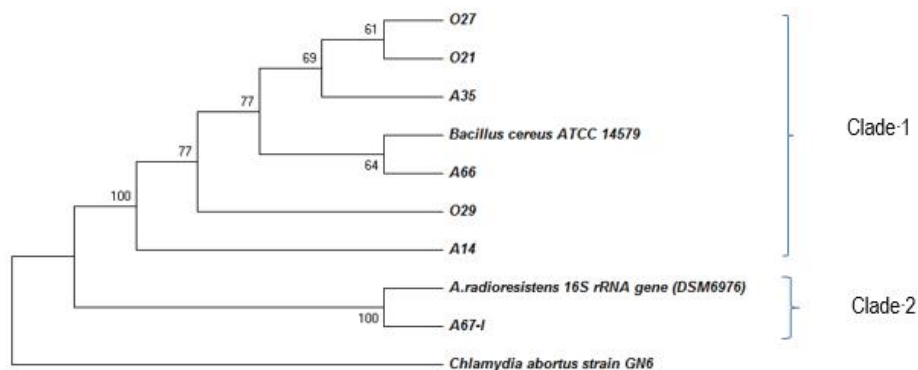 O27
61
O21
69
A35
77
Bacillus cereus ATCC 14579
Clade-1
77
64
A66
100
O29
A14
A.radioresistens 16S rRNA gene (DSM6976)
Clade-2
100
A67-I
Chlamydia abortus strain GN6